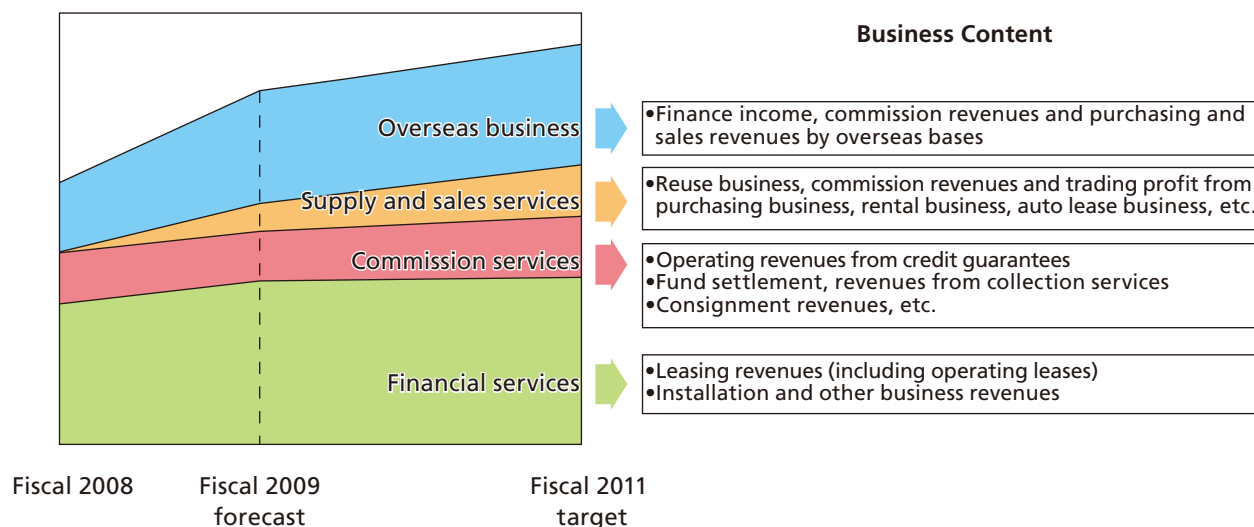 Business Content
Overseas business
•Finance income, commission revenues and purchasing and
sales revenues by overseas bases
Supply and sales services
•Reuse business, commission revenues and trading profit from
purchasing business, rental business, auto lease business, etc.
Commission services
•Operating revenues from credit guarantees
•Fund settlement, revenues from collection services
•Consignment revenues, etc.
Financial services
•Leasing revenues (including operating leases)
•Installation and other business revenues
Fiscal 2008
Fiscal 2009
forecast
Fiscal 2011
target